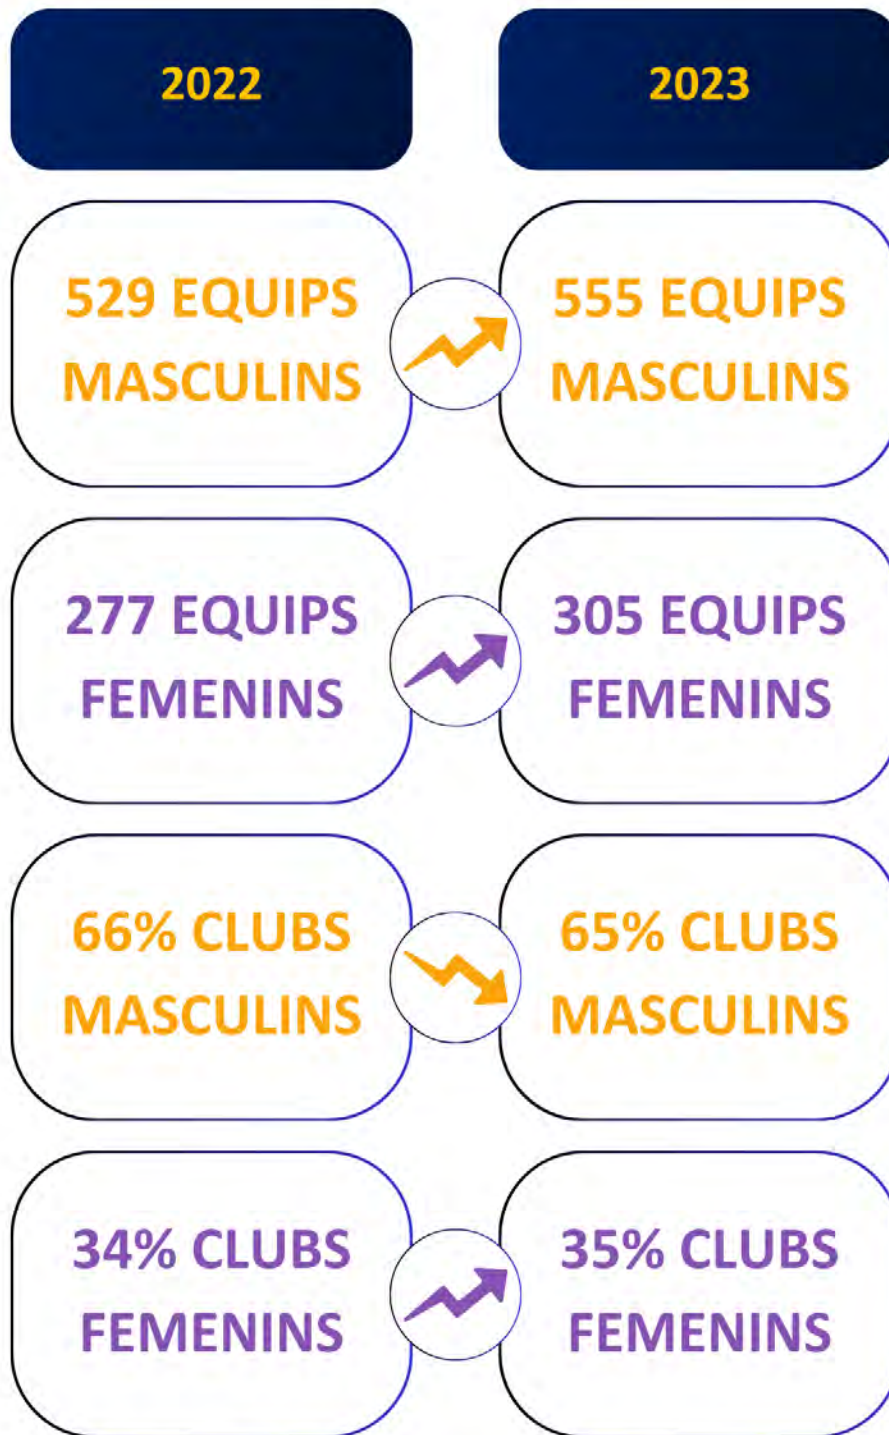 2022
2023
529 EQUIPS
MASCULINS
555 EQUIPS
MASCULINS
277 EQUIPS
FEMENINS
305 EQUIPS
FEMENINS
66% CLUBS
MASCULINS
65% CLUBS
MASCULINS
34% CLUBS
FEMENINS
35% CLUBS
FEMENINS